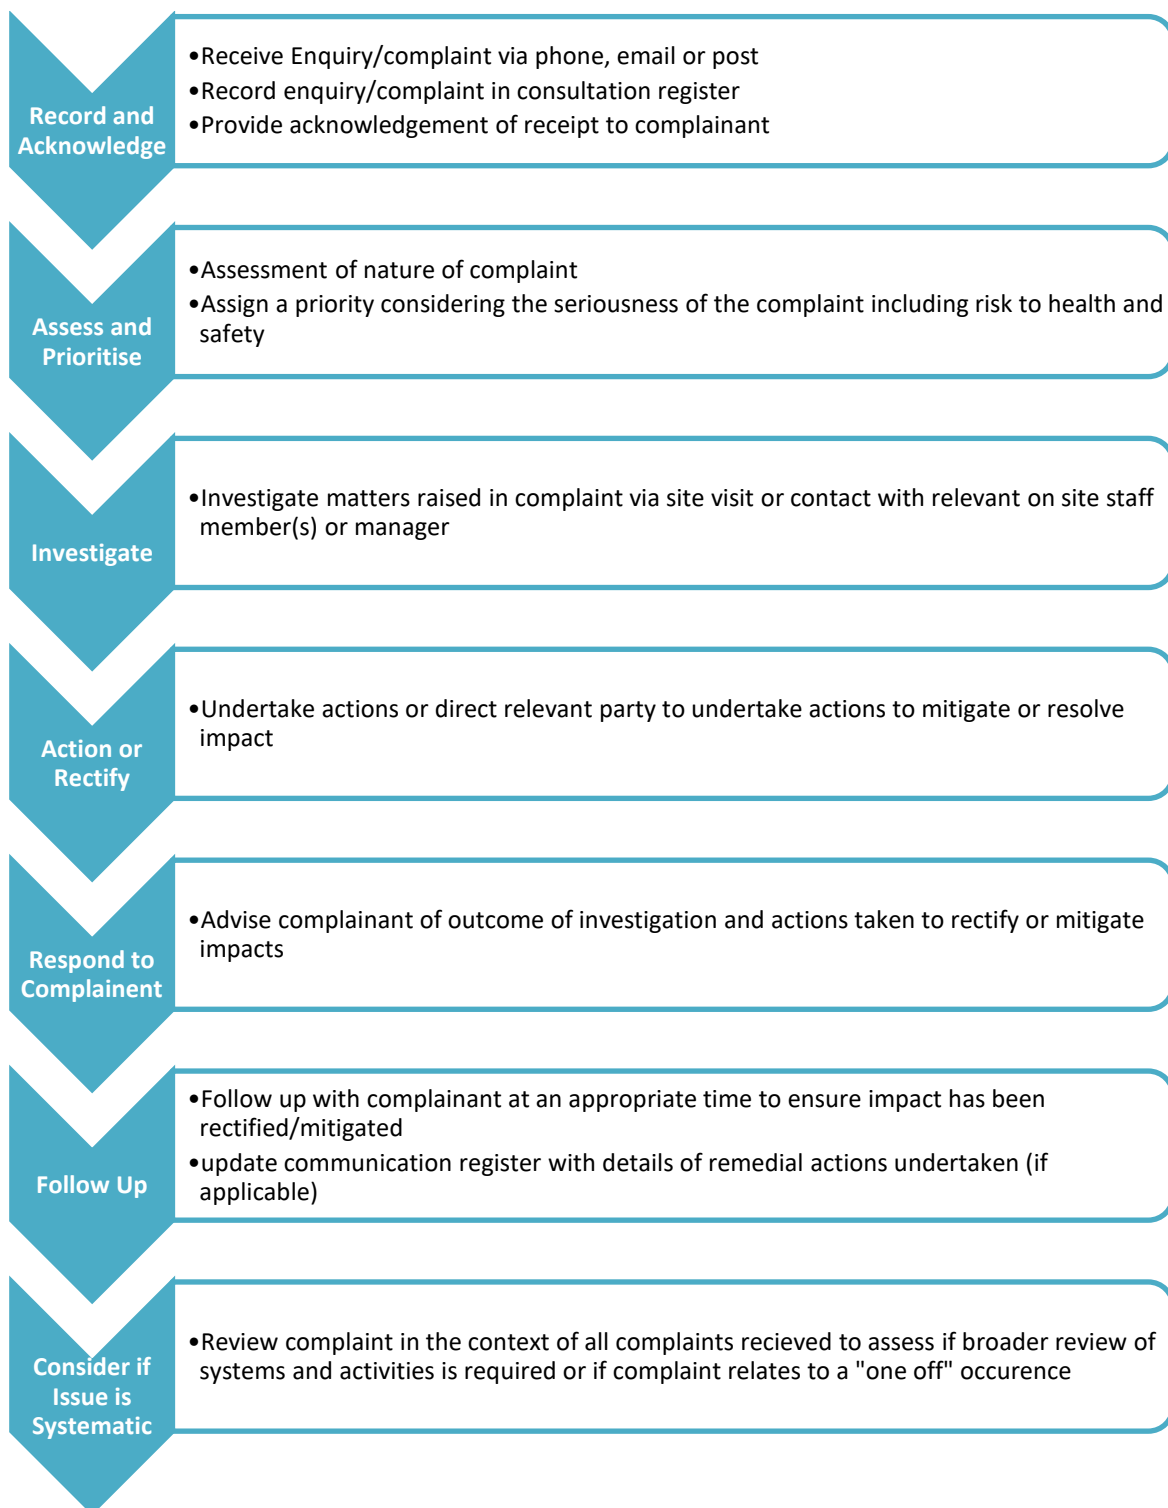 Record and
Acknowledge
•Receive Enquiry/complaint via phone, email or post
•Record enquiry/complaint in consultation register
•Provide acknowledgement of receipt to complainant
Assess and
Prioritise
•Assessment of nature of complaint
•Assign a priority considering the seriousness of the complaint including risk to health and
safety
Investigate
•Investigate matters raised in complaint via site visit or contact with relevant on site staff
member(s) or manager
Action or
Rectify
•Undertake actions or direct relevant party to undertake actions to mitigate or resolve
impact
Respond to
Complainent
•Advise complainant of outcome of investigation and actions taken to rectify or mitigate
impacts
Follow Up
•Follow up with complainant at an appropriate time to ensure impact has been
rectified/mitigated
•update communication register with details of remedial actions undertaken (if
applicable)
Consider if
Issue is
Systematic
•Review complaint in the context of all complaints recieved to assess if broader review of
systems and activities is required or if complaint relates to a "one off" occurence